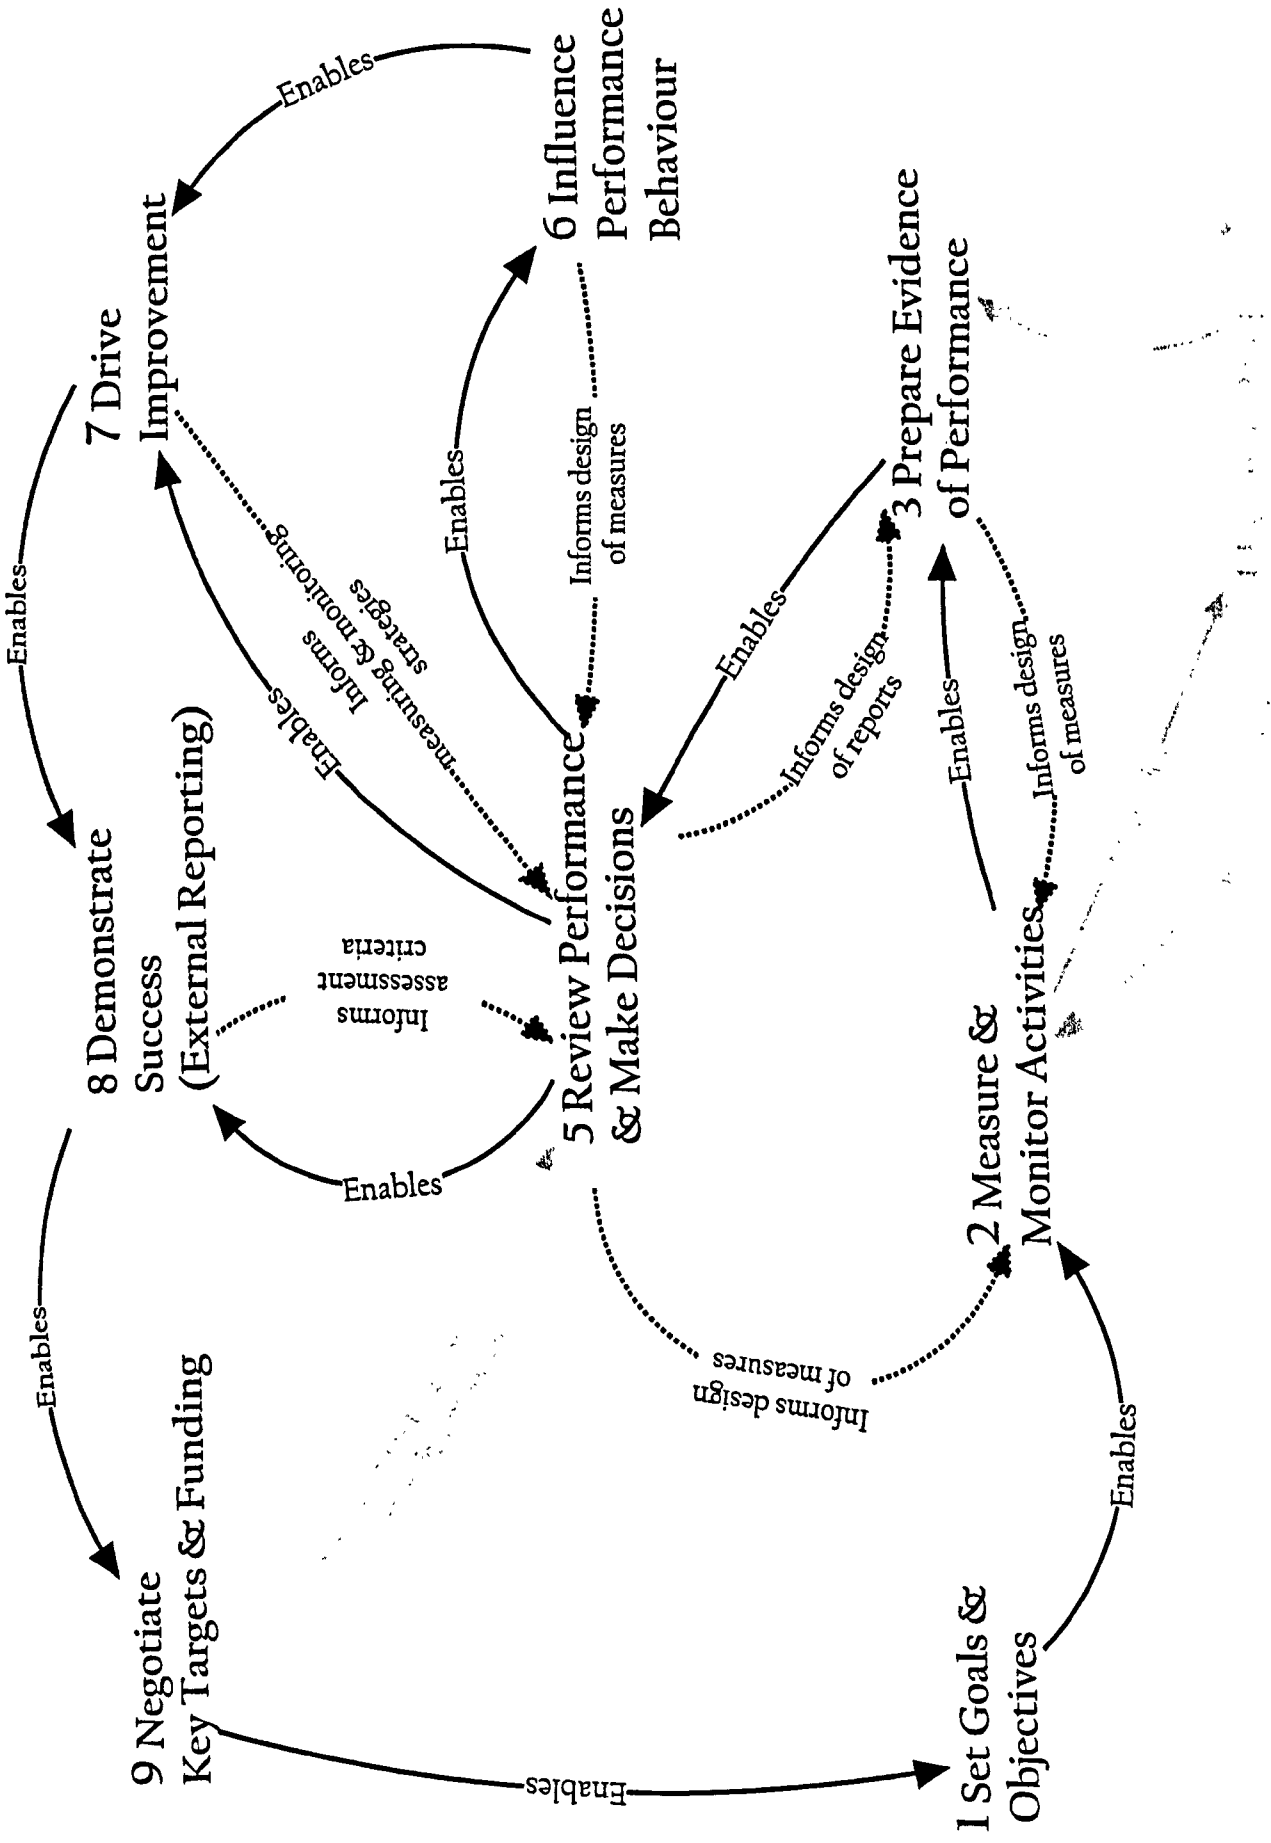 9 Negotiate
Key Targets & Funding
Enables
8 Demonstrate
Success
(External Reporting)
Enables
7 Drive
Improvement
Enables
Enables
Informs
assessment
criteria
Enables
Informs
measuring & monitoring
strategies
Enables
6 Influence
Performance
Behaviour
Enables
5 Review Performance
& Make Decisions
Informs design
of measures
Informs design
of measures
Enables
Informs design
of reports
3 Prepare Evidence
of Performance
Enables
1 Set Goals &
Objectives
Enables
2 Measure &
Monitor Activities
Enables
Informs design
of measures